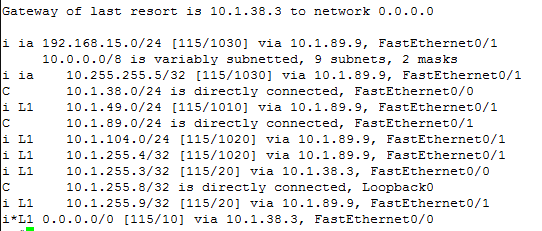 Gateway of last resort is 10.1.38.3 to network 0.0.0.0
i ia 192.168.15.0/24 [115/1030] via 10.1.89.9, FastEthernet0/1
10.0.0.0/8 is variably subnetted, 9 subnets, 2 masks
i ia 10.255.255.5/32 [115/1030] via 10.1.89.9, FastEthernet0/1
C 10.1.38.0/24 is directly connected, FastEthernet0/0
i L1 10.1.49.0/24 [115/1010] via 10.1.89.9, FastEthernet0/1
C 10.1.89.0/24 is directly connected, FastEthernet0/1
i L1 10.1.104.0/24 [115/1020] via 10.1.89.9, FastEthernet0/1
i L1 10.1.255.4/32 [115/1020] via 10.1.89.9, FastEthernet0/1
i L1 10.1.255.3/32 [115/20] via 10.1.38.3, FastEthernet0/0
C 10.1.255.8/32 is directly connected, Loopback0
i L1 10.1.255.9/32 [115/20] via 10.1.89.9, FastEthernet0/1
i*L1 0.0.0.0/0 [115/10] via 10.1.38.3, FastEthernet0/0